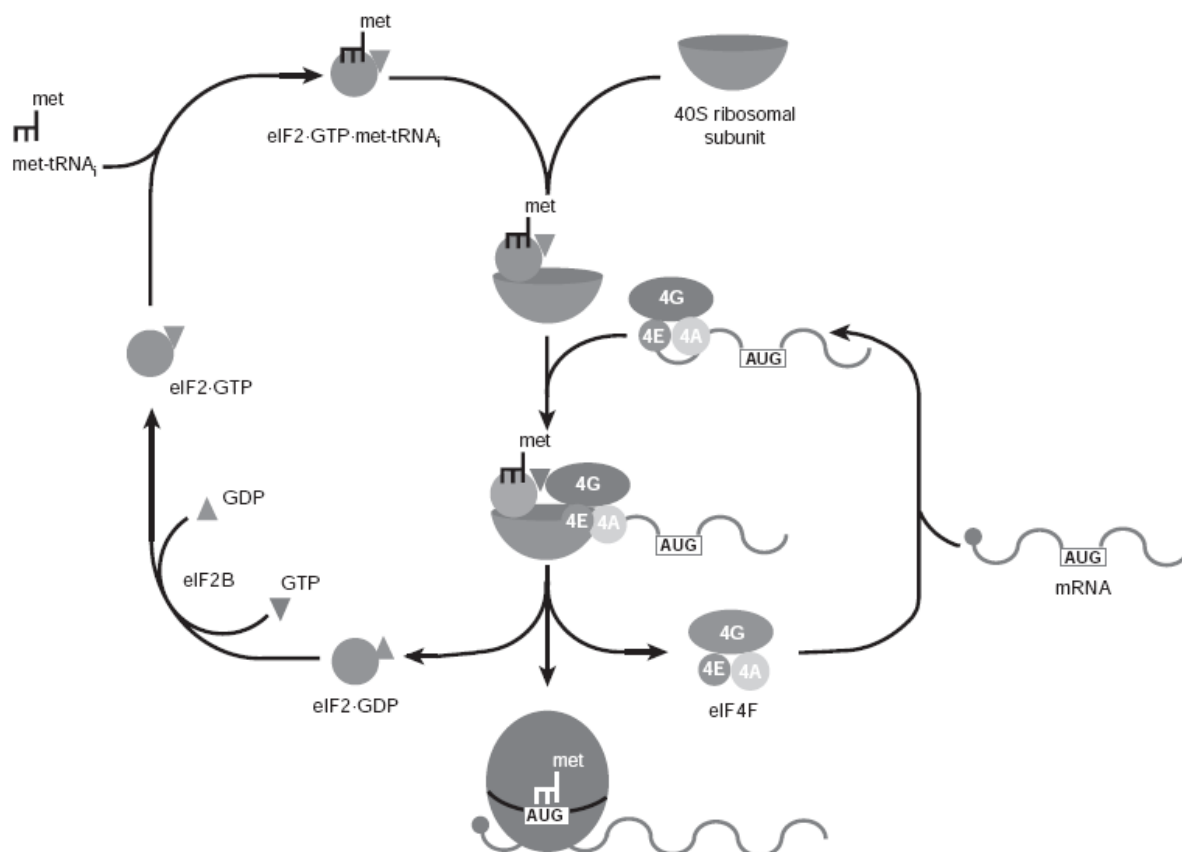 met
met
met-tRNAi
eIF2·GTP·met-tRNAi
40S ribosomal
subunit
met
4G
4E
4A
AUG
eIF2·GTP
met
4G
4E
4A
AUG
GDP
eIF2B
GTP
AUG
mRNA
4G
4E
4A
eIF2·GDP
eIF4F
met
AUG